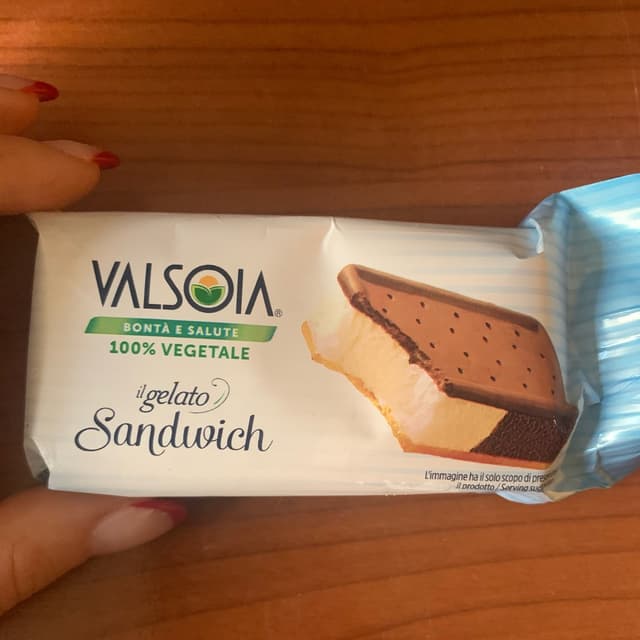 VALSOIA®
BONTÀ E SALUTE
100% VEGETALE
il gelato
Sandwich
L'immagine ha il solo scopo di
il prodotto / Serving